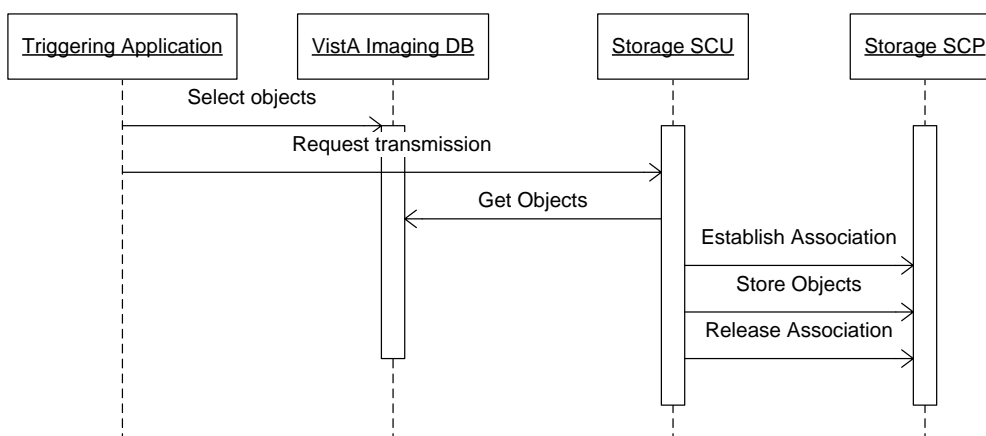 Triggering Application
VistA Imaging DB
Storage SCU
Storage SCP
Select objects
Request transmission
Get Objects
Establish Association
Store Objects
Release Association